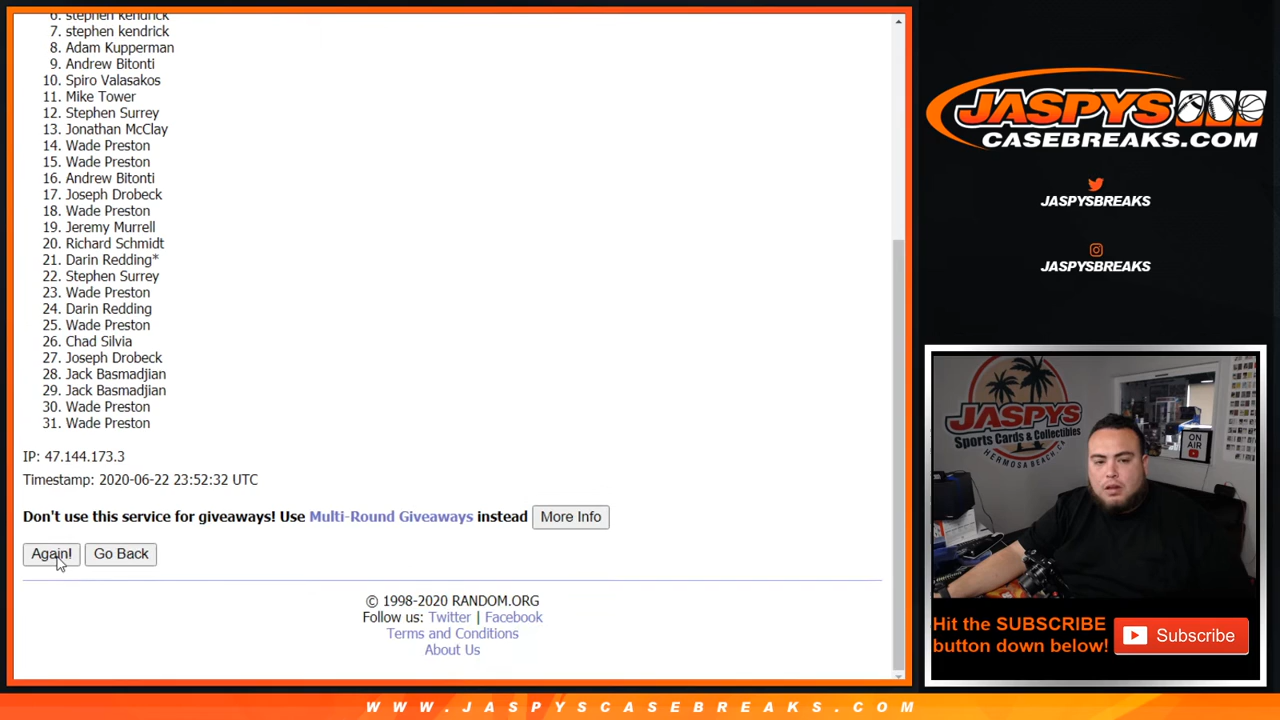 6. stephen kendrick
7. stephen kendrick
8. Adam Kupperman
9. Andrew Bitonti
10. Spiro Valasakos
11. Mike Tower
12. Stephen Surrey
13. Jonathan McClay
14. Wade Preston
15. Wade Preston
16. Andrew Bitonti
17. Joseph Drobeck
18. Wade Preston
19. Jeremy Murrell
20. Richard Schmidt
21. Darin Redding*
22. Stephen Surrey
23. Wade Preston
24. Darin Redding
25. Wade Preston
26. Chad Silvia
27. Joseph Drobeck
28. Jack Basmadjian
29. Jack Basmadjian
30. Wade Preston
31. Wade Preston
IP: 47.144.173.3
Timestamp: 2020-06-22 23:52:32 UTC
Don't use this service for giveaways! Use Multi-Round Giveaways instead More Info
Again! Go Back
© 1998-2020 RANDOM.ORG
Follow us: Twitter | Facebook
Terms and Conditions
About Us
JASPYS
CASEBREAKS.COM
JASPYSBREAKS
JASPYSBREAKS
JASPYS
Sports Cards & Collectibles
HERMOSA BEACH, CA
ON
AIR
Hit the SUBSCRIBE
button down below!
Subscribe
WWW.JASPYSCASEBREAKS.COM